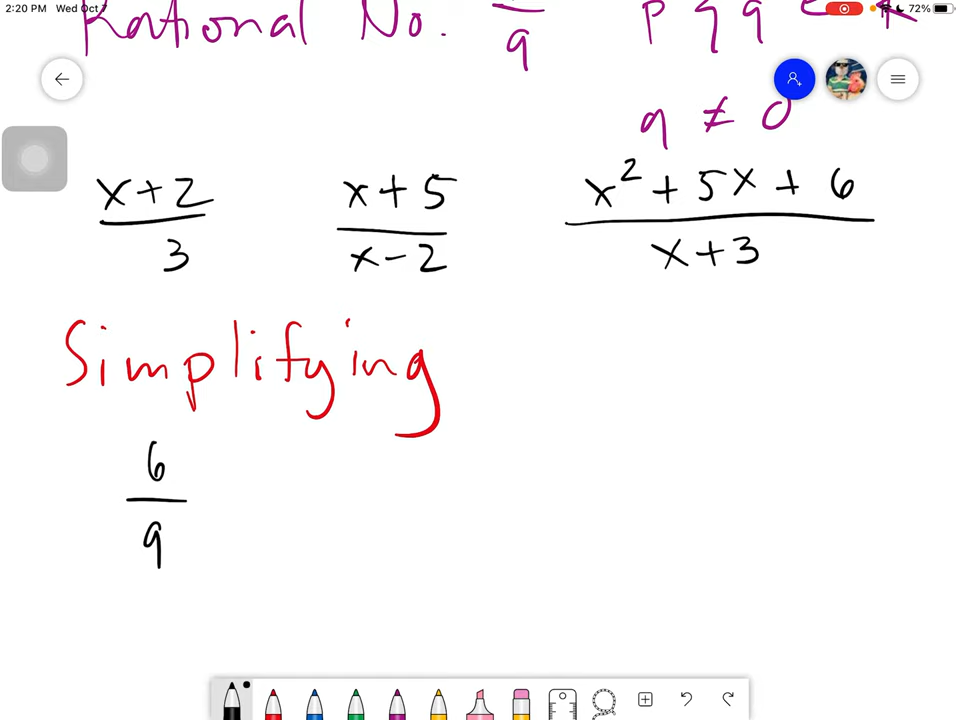 2:20 PM Wed Oct 7 72%
Rational No. q p q
q ≠ 0
x+2 x+5 x² + 5x + 6
3 x-2 x+3
Simplifying
6
9